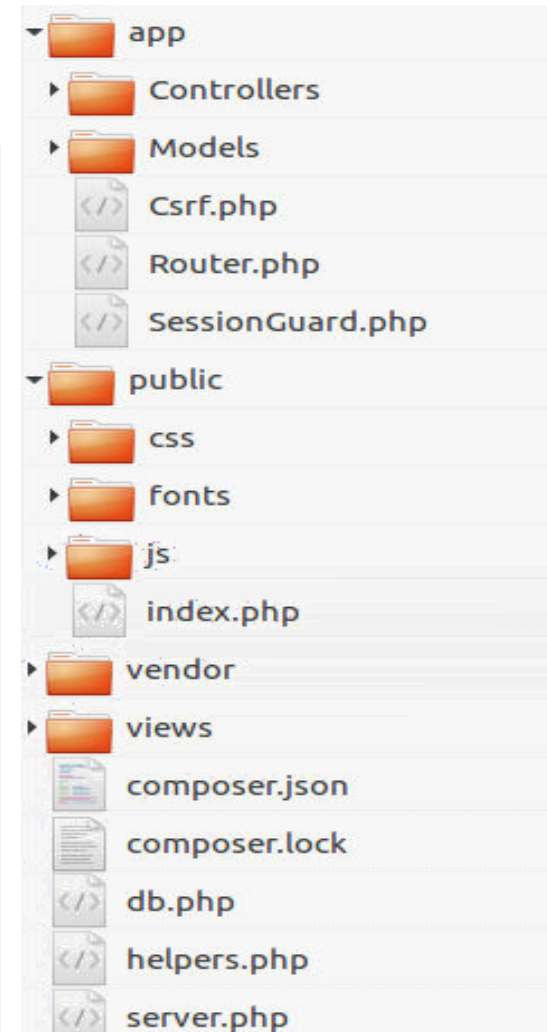 app
Controllers
Models
Csrf.php
Router.php
SessionGuard.php
public
css
fonts
js
index.php
vendor
views
composer.json
composer.lock
db.php
helpers.php
server.php